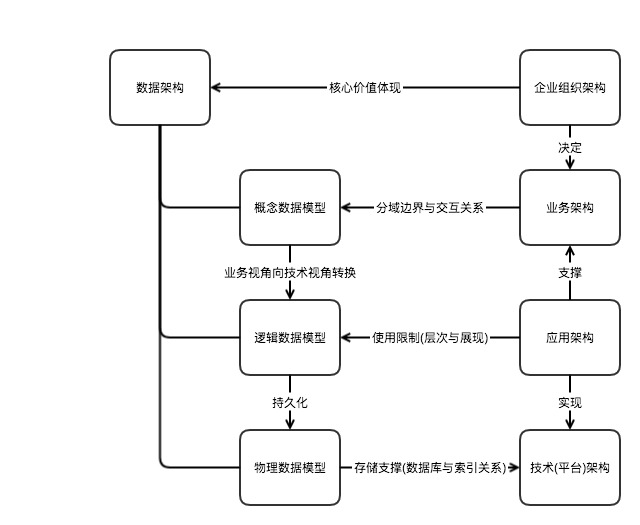 数据架构
核心价值体现
企业组织架构
决定
概念数据模型
分域边界与交互关系
业务架构
业务视角向技术视角转换
支撑
逻辑数据模型
使用限制(层次与展现)
应用架构
持久化
实现
物理数据模型
存储支撑(数据库与索引关系)
技术(平台)架构